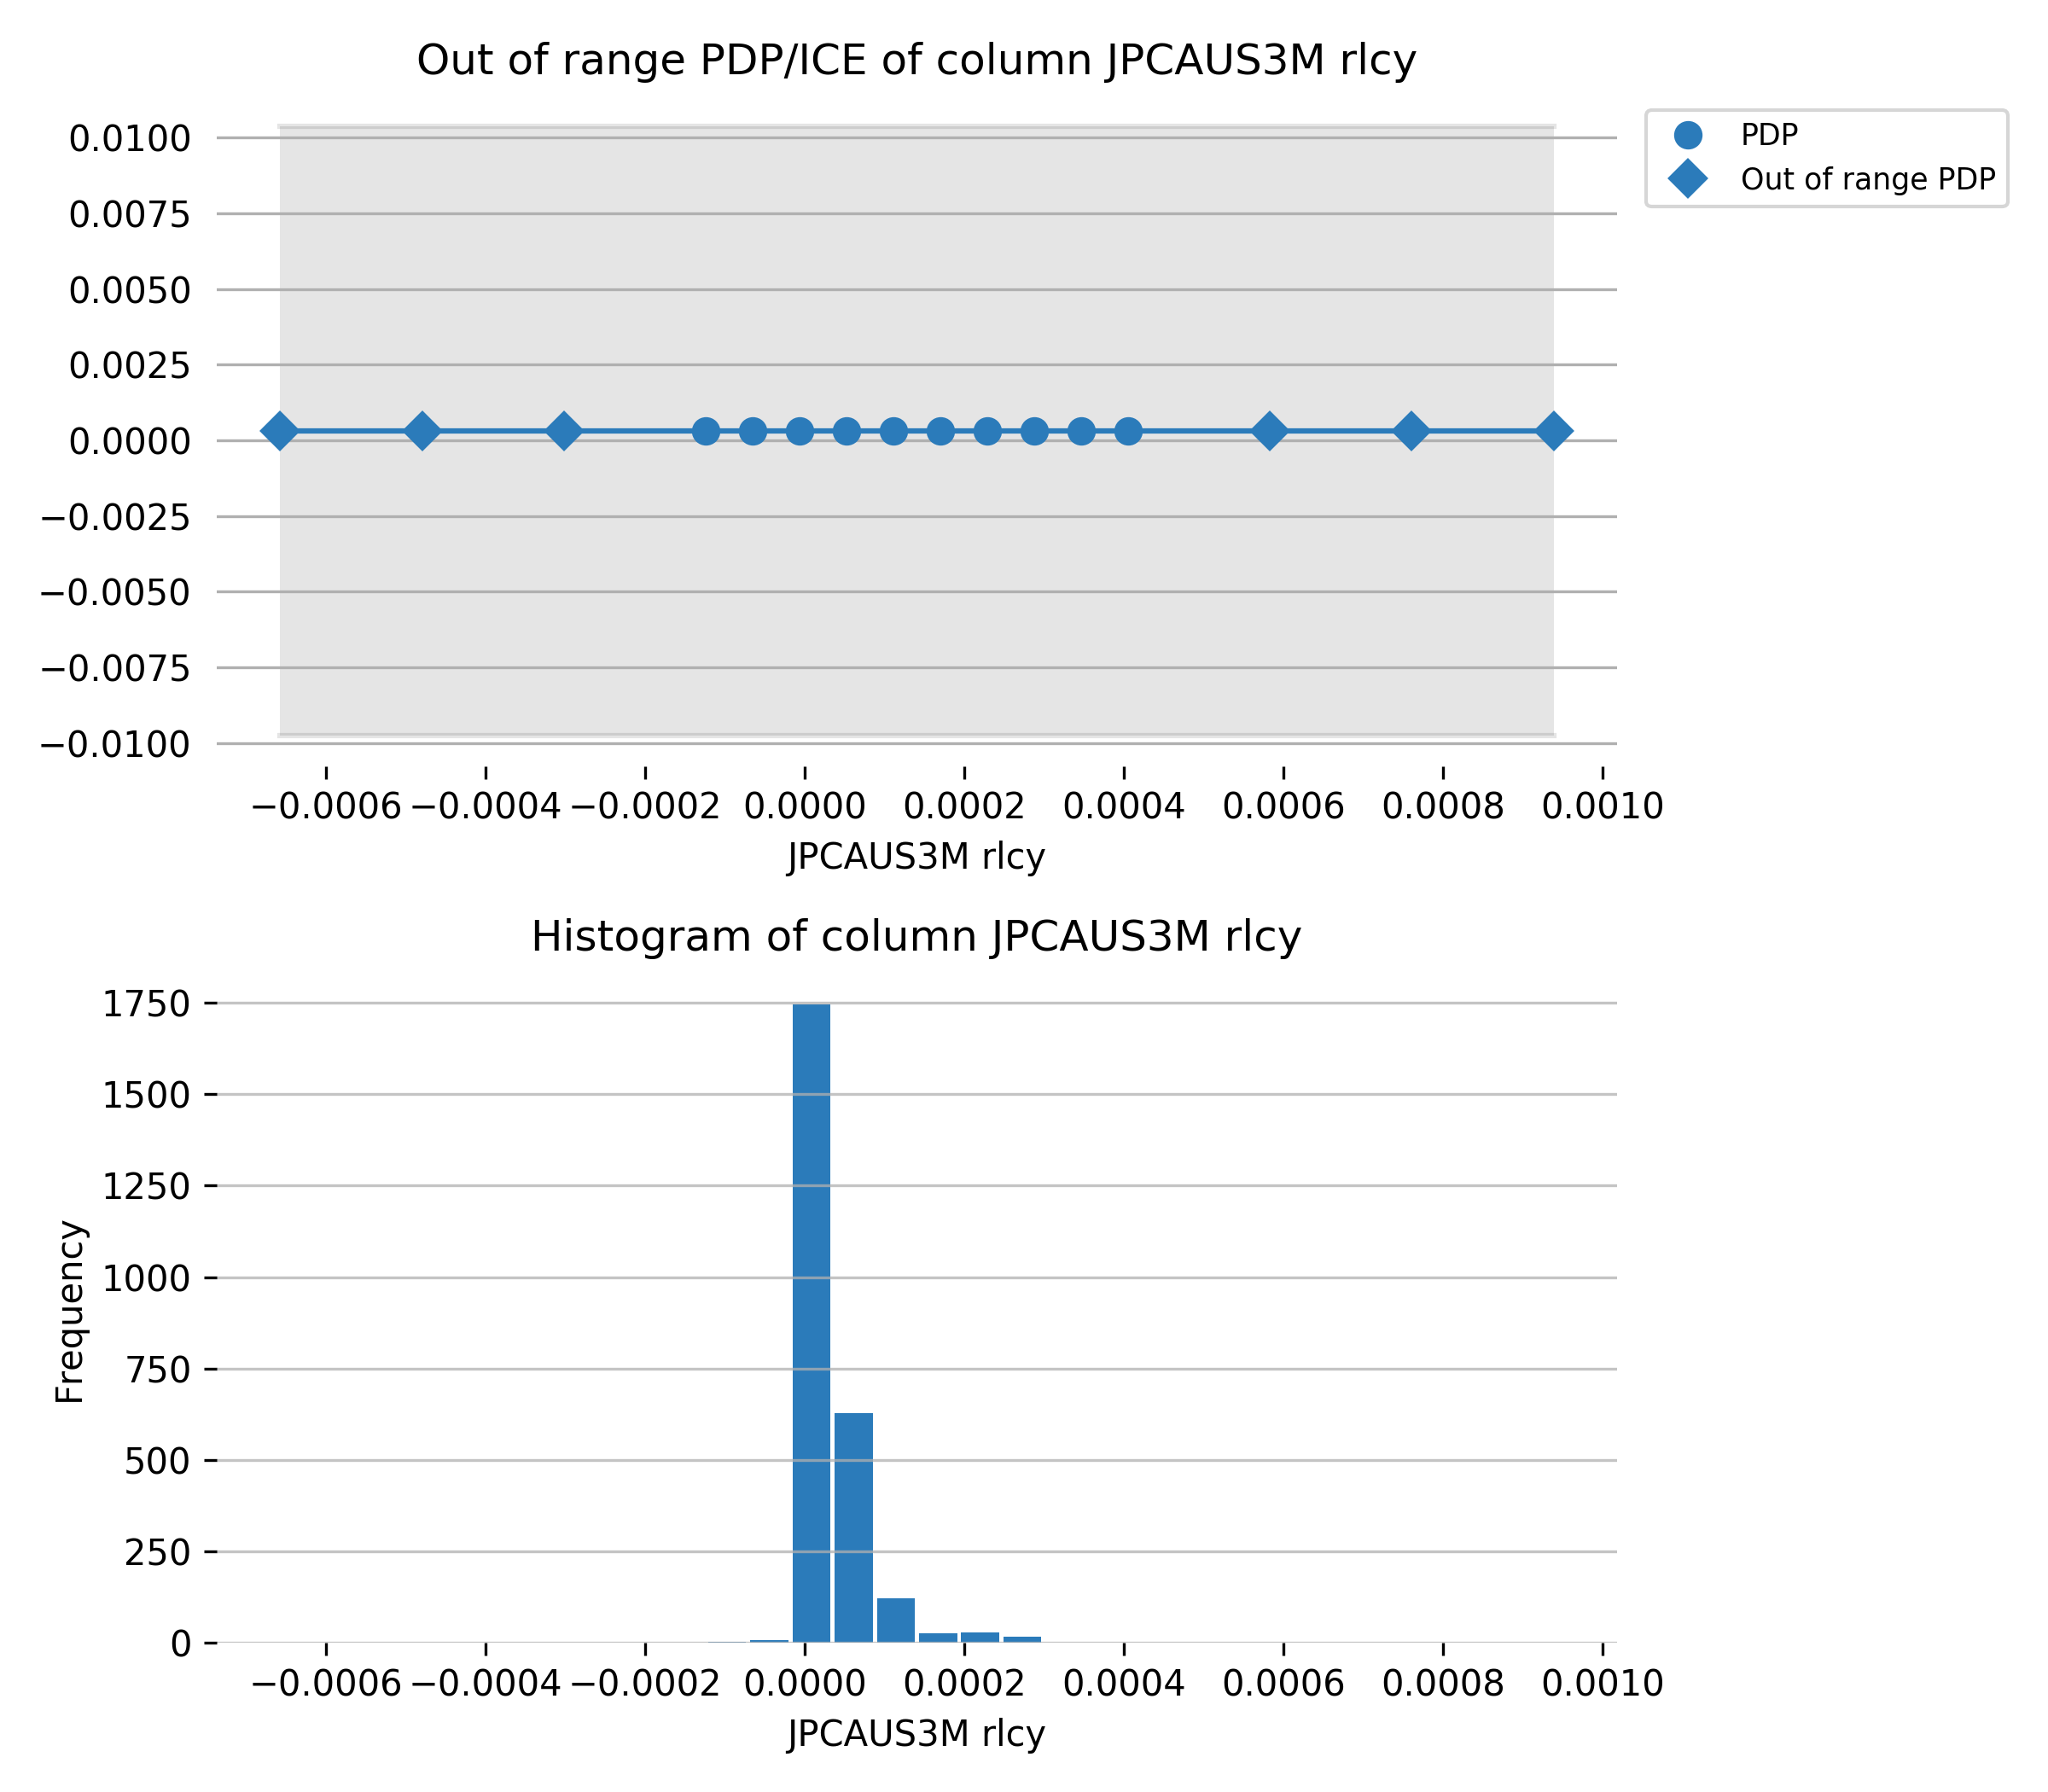 Out of range PDP/ICE of column JPCAUS3M rlcy
PDP
Out of range PDP
0.0100
0.0075
0.0050
0.0025
0.0000
−0.0025
−0.0050
−0.0075
−0.0100
−0.0006 −0.0004 −0.0002 0.0000 0.0002 0.0004 0.0006 0.0008 0.0010
JPCAUS3M rlcy
Histogram of column JPCAUS3M rlcy
Frequency
1750
1500
1250
1000
750
500
250
0
−0.0006 −0.0004 −0.0002 0.0000 0.0002 0.0004 0.0006 0.0008 0.0010
JPCAUS3M rlcy